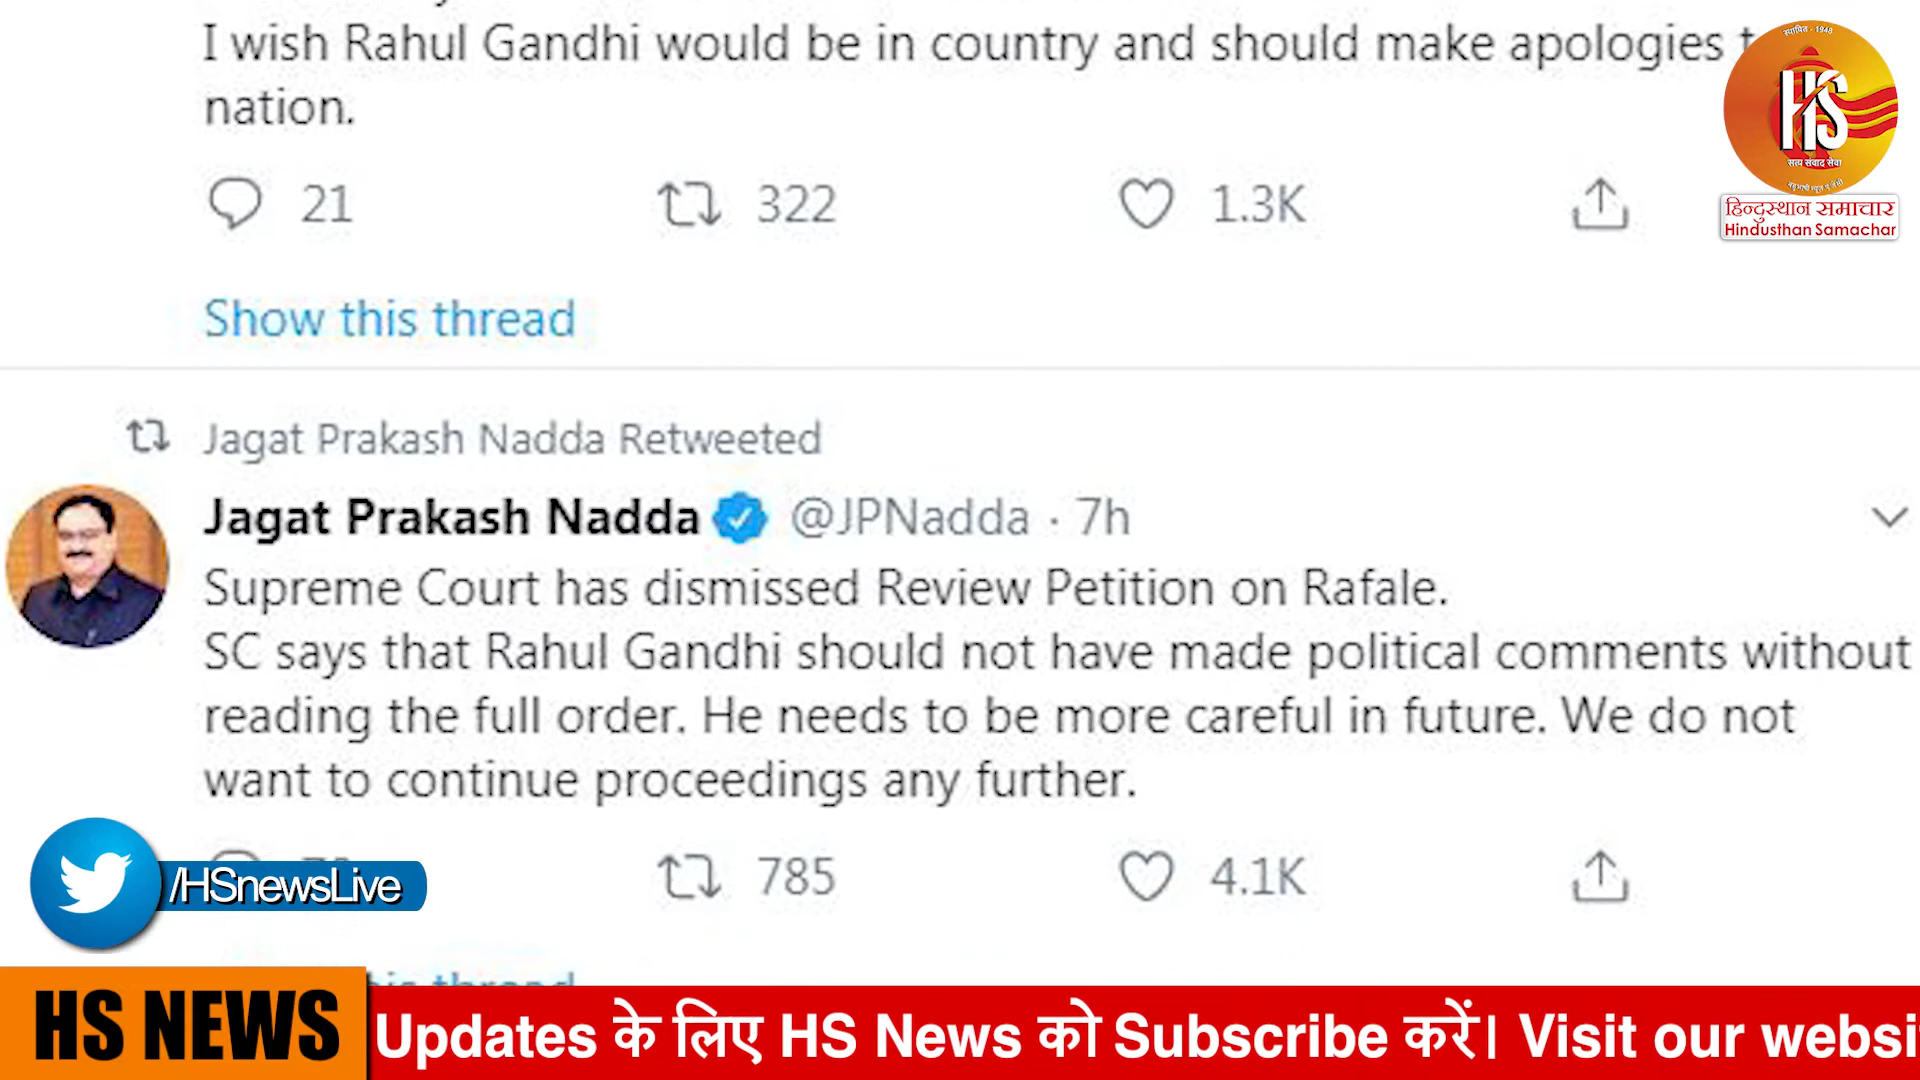 I wish Rahul Gandhi would be in country and should make apologies
nation.
21 322 1.3K
स्थापित - 1948
HS
सत्य संवाद सेवा
हिन्दुस्थान समाचार
Hindusthan Samachar
Show this thread
Jagat Prakash Nadda Retweeted
Jagat Prakash Nadda @JPNadda · 7h
Supreme Court has dismissed Review Petition on Rafale.
SC says that Rahul Gandhi should not have made political comments without
reading the full order. He needs to be more careful in future. We do not
want to continue proceedings any further.
785 4.1K
/HSnewsLive
thread
HS NEWS
Updates के लिए HS News को Subscribe करें। Visit our websi